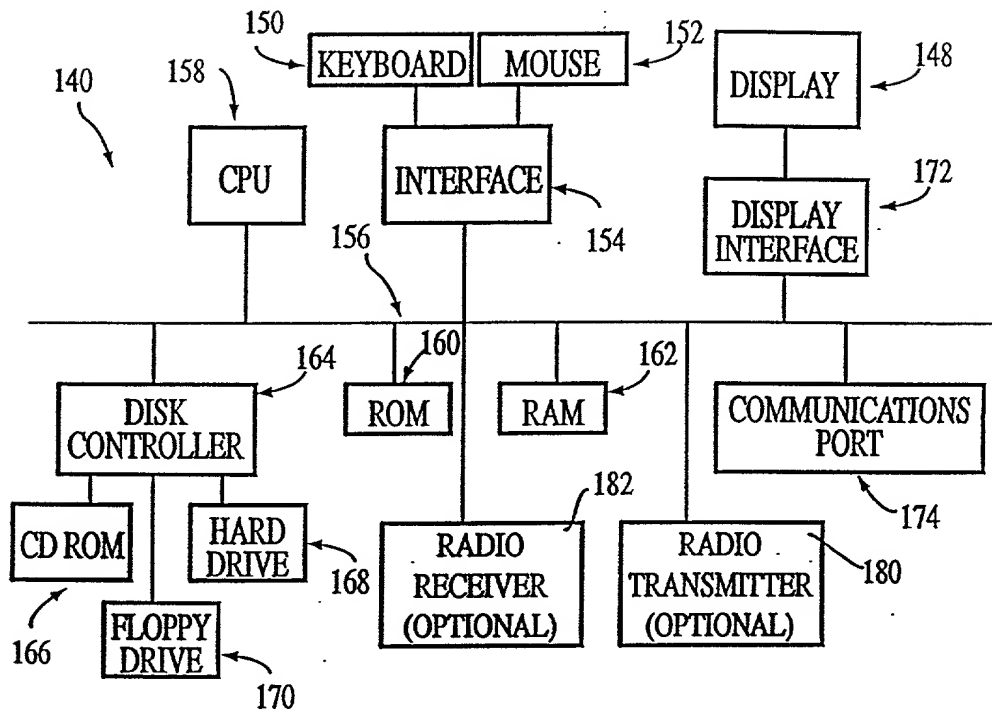 150
KEYBOARD
MOUSE
152
158
140
CPU
INTERFACE
154
DISPLAY
148
172
DISPLAY
INTERFACE
156
164
DISK
CONTROLLER
160
ROM
162
RAM
COMMUNICATIONS
PORT
174
CD ROM
166
HARD
DRIVE
168
FLOPPY
DRIVE
170
182
RADIO
RECEIVER
(OPTIONAL)
RADIO
TRANSMITTER
(OPTIONAL)
180